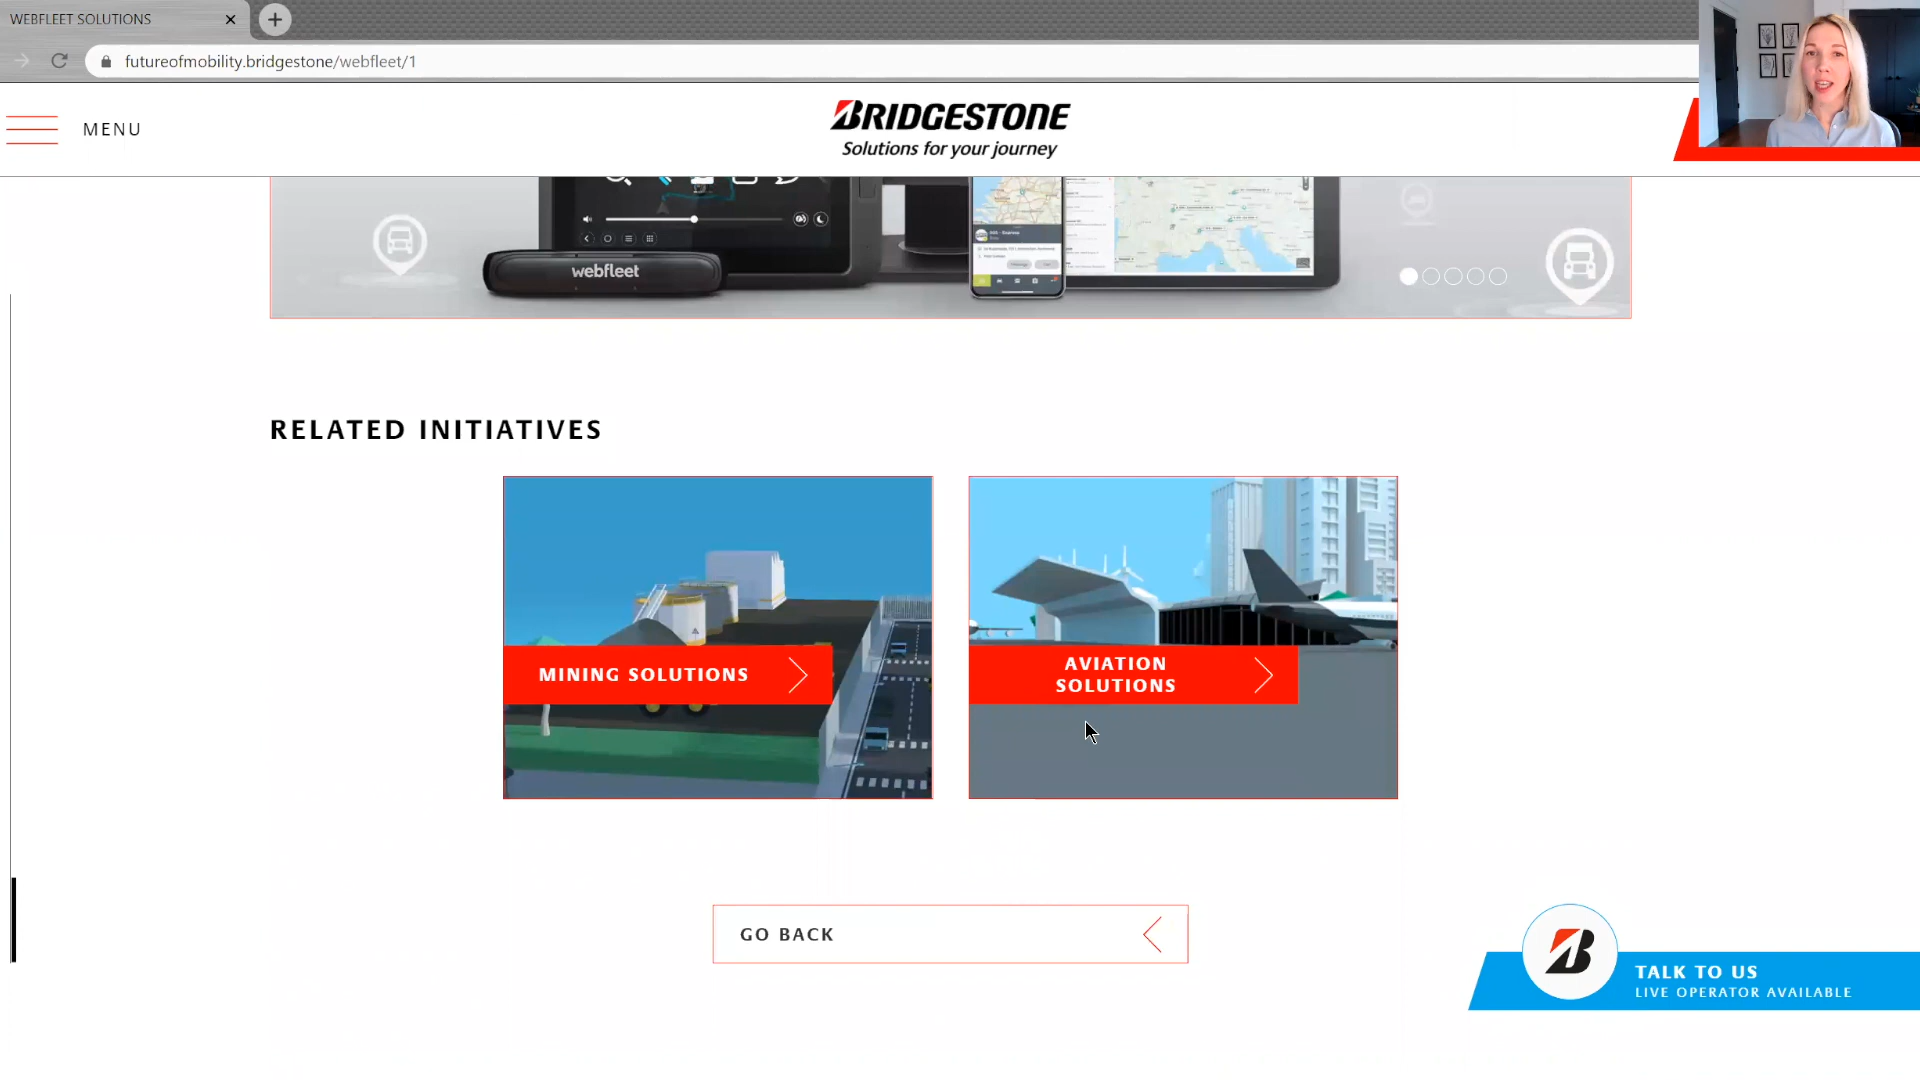 WEBFLEET SOLUTIONS
futureofmobility.bridgestone/webfleet/1
MENU
BRIDGESTONE
Solutions for your journey
webfleet
RELATED INITIATIVES
MINING SOLUTIONS
AVIATION
SOLUTIONS
GO BACK
TALK TO US
LIVE OPERATOR AVAILABLE